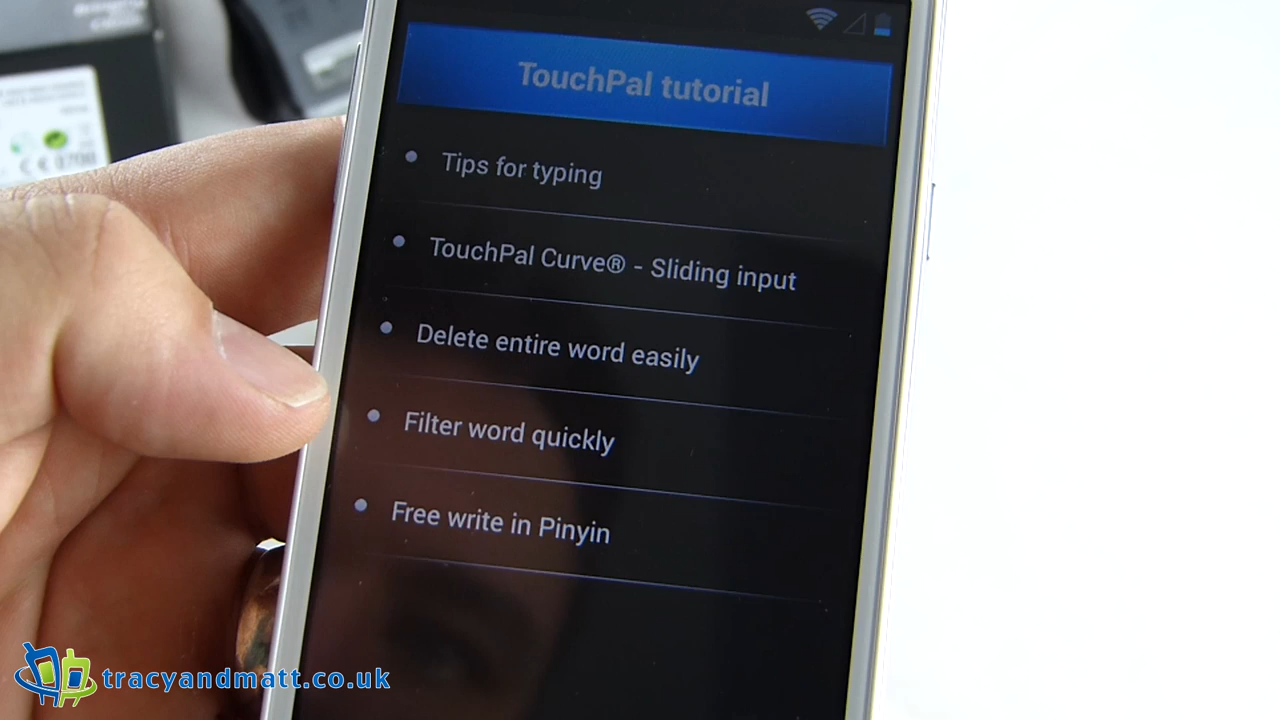 TouchPal tutorial
Tips for typing
TouchPal Curve® - Sliding input
Delete entire word easily
Filter word quickly
Free write in Pinyin
tracyandmatt.co.uk